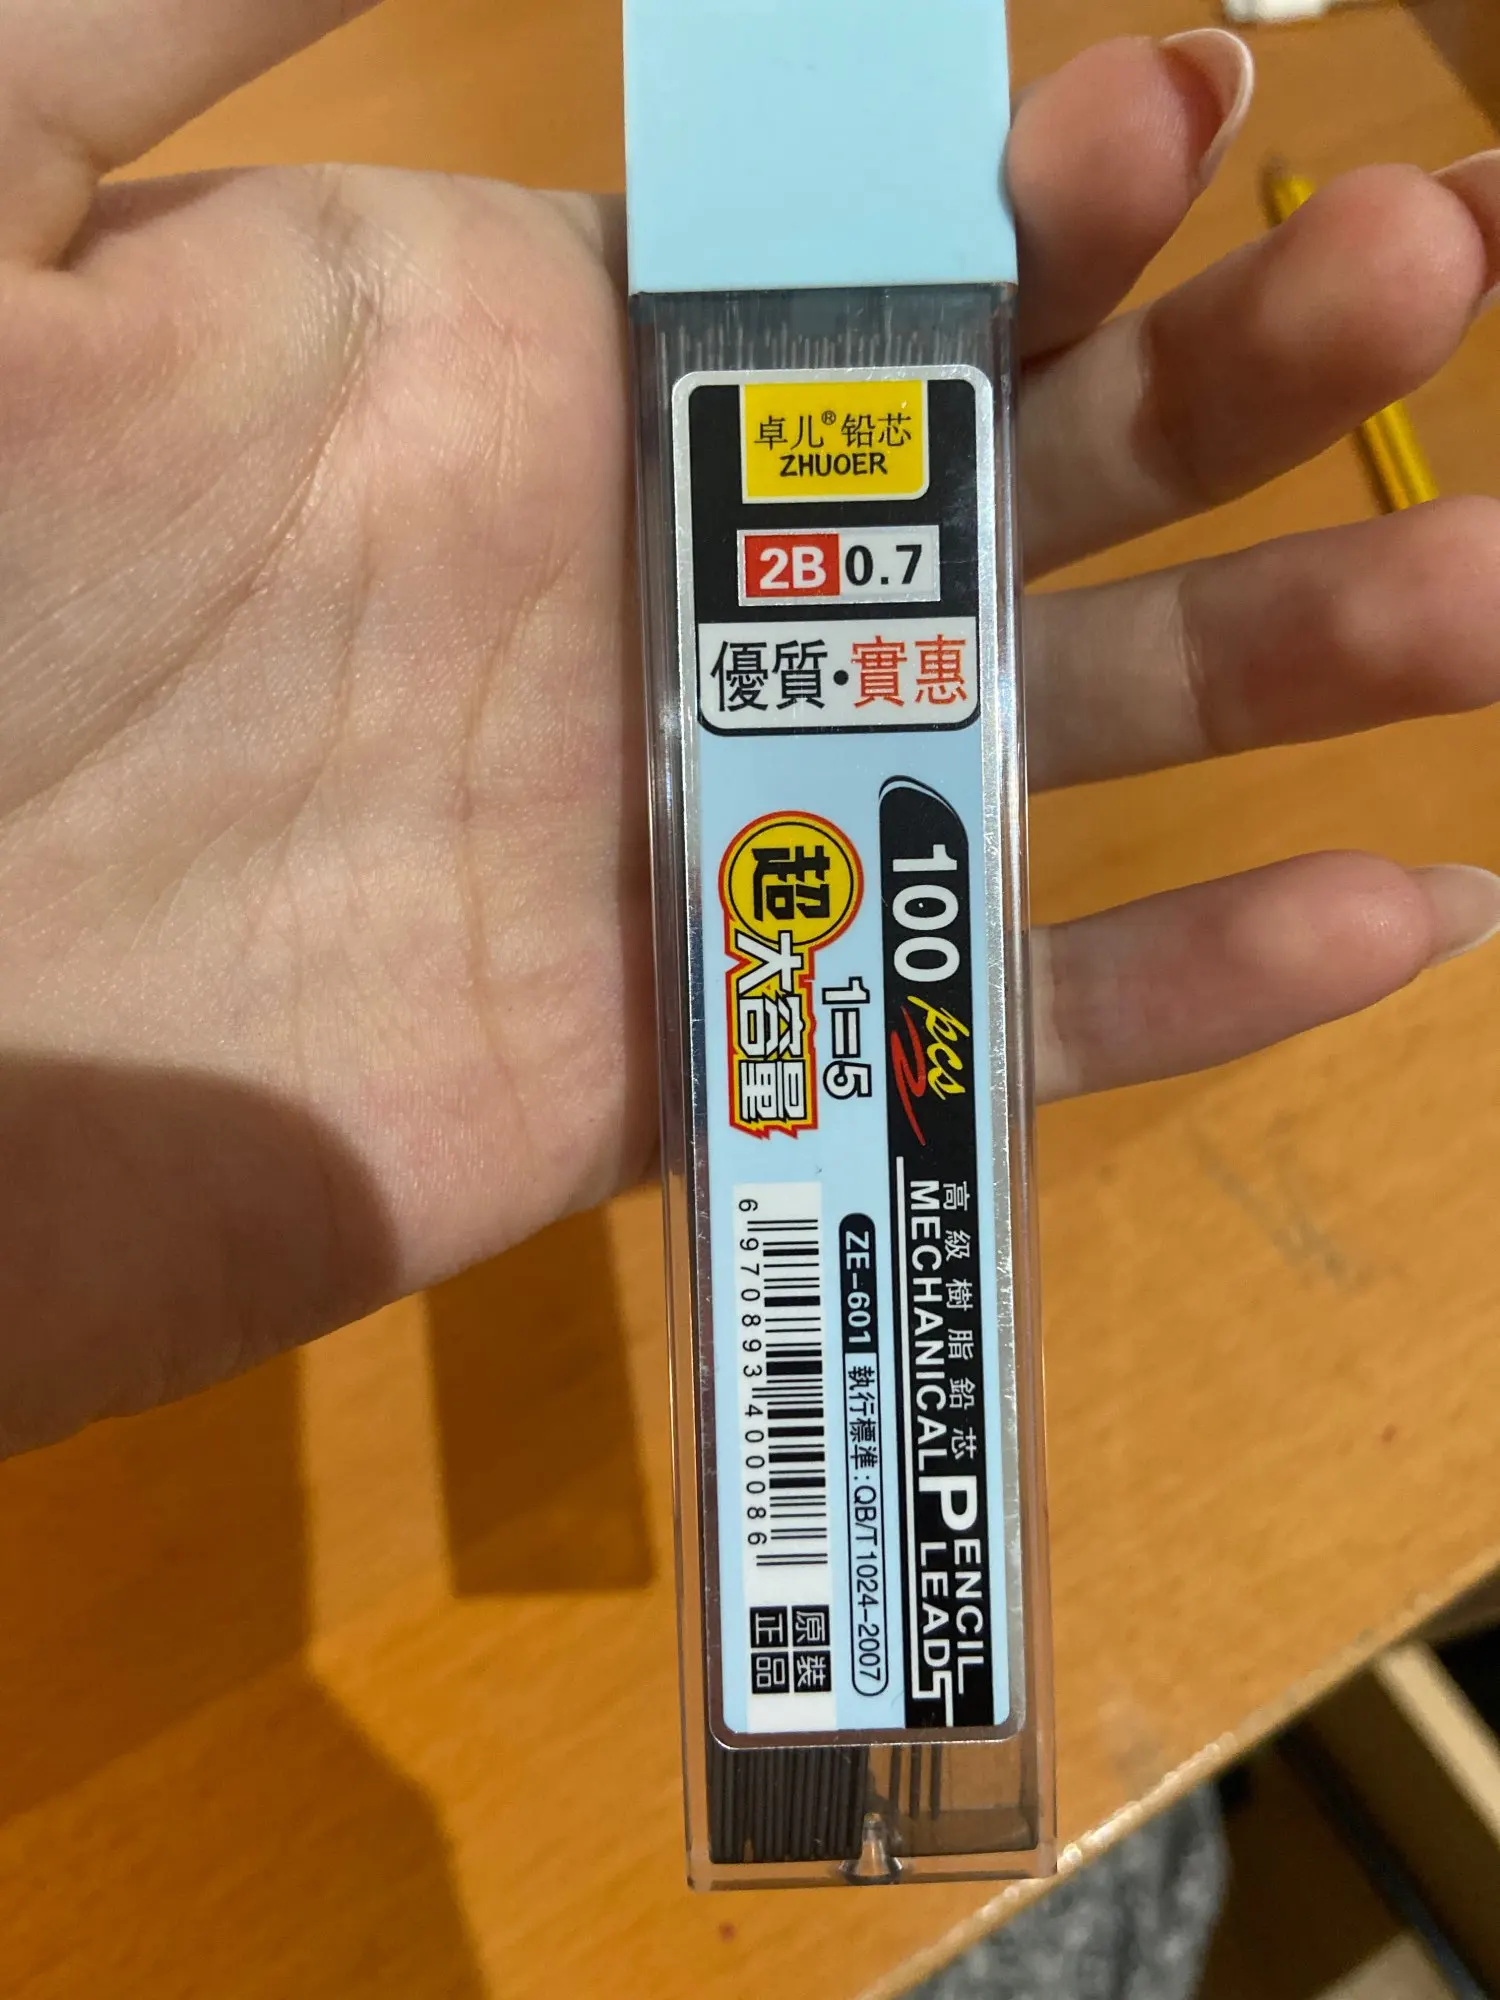 卓儿®铅芯
ZHUOER
2B 0.7
優質·實惠
100 pcs
高級樹脂鉛芯
MECHANICAL PENCIL LEADS
1=5
超大容量
ZE-601 執行標準:QB/T1024-2007
6 970893 400086
原裝
正品